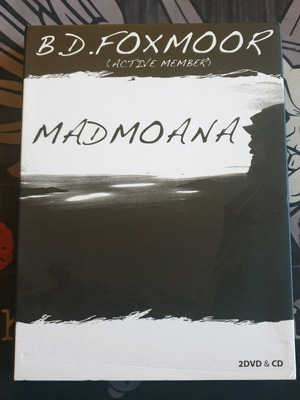 B.D.FOXMOOR
(ACTIVE MEMBER)
MADMOANA
2DVD & CD